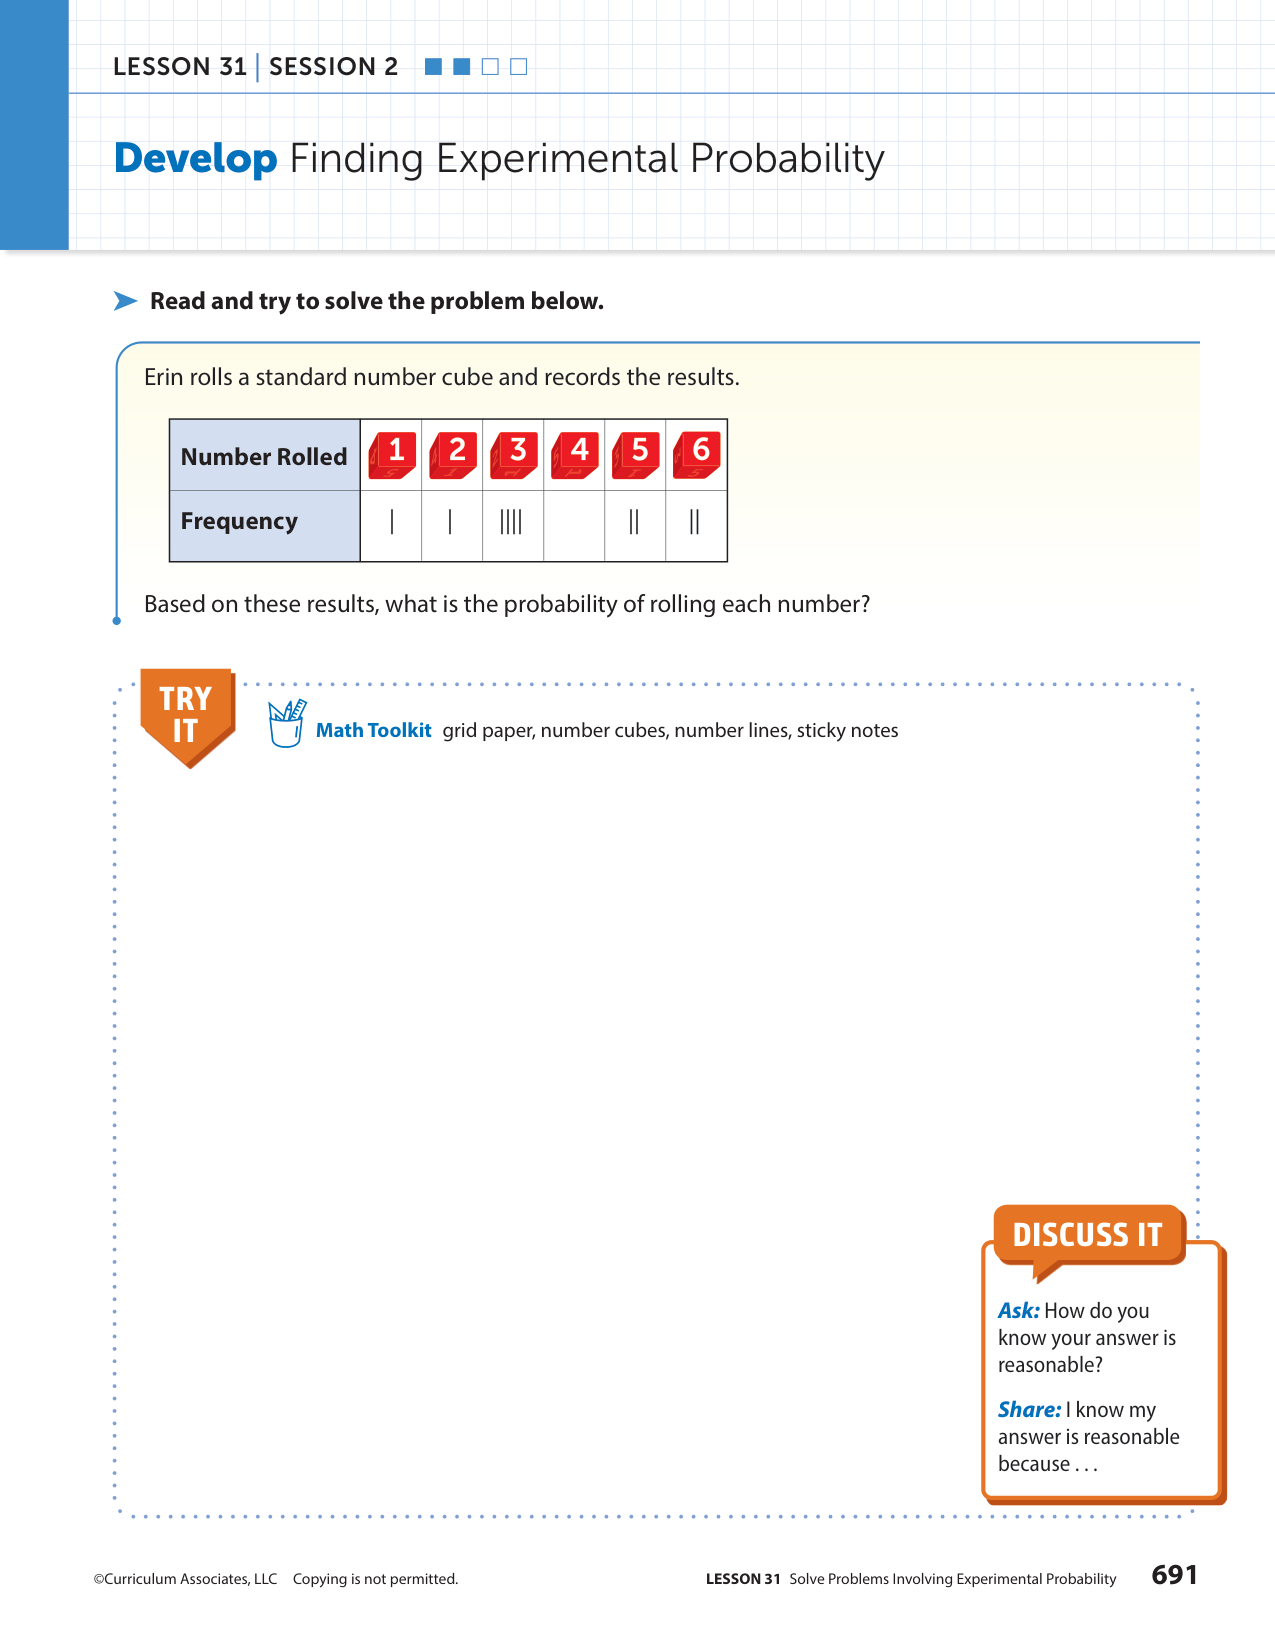 LESSON 31 | SESSION 2
Develop Finding Experimental Probability
Read and try to solve the problem below.
Erin rolls a standard number cube and records the results.
Number Rolled 1 2 3 4 5 6
Frequency | | |||| || ||
Based on these results, what is the probability of rolling each number?
TRY
IT
Math Toolkit grid paper, number cubes, number lines, sticky notes
DISCUSS IT
Ask: How do you
know your answer is
reasonable?
Share: I know my
answer is reasonable
because . . .
©Curriculum Associates, LLC Copying is not permitted.
LESSON 31 Solve Problems Involving Experimental Probability 691